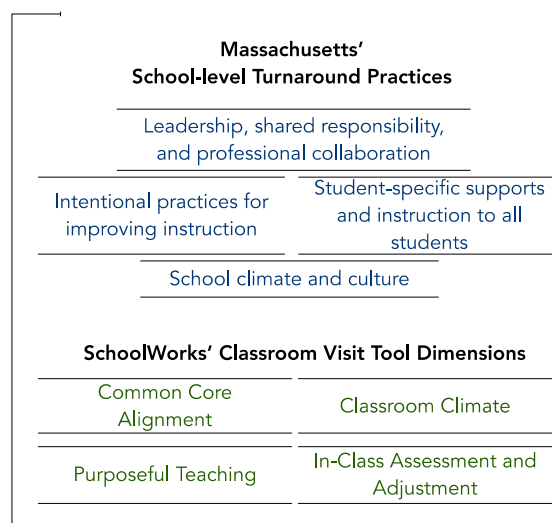 Massachusetts’
School-level Turnaround Practices
Leadership, shared responsibility,
and professional collaboration
Intentional practices for
improving instruction
Student-specific supports
and instruction to all
students
School climate and culture
SchoolWorks’ Classroom Visit Tool Dimensions
Common Core
Alignment
Classroom Climate
Purposeful Teaching
In-Class Assessment and
Adjustment